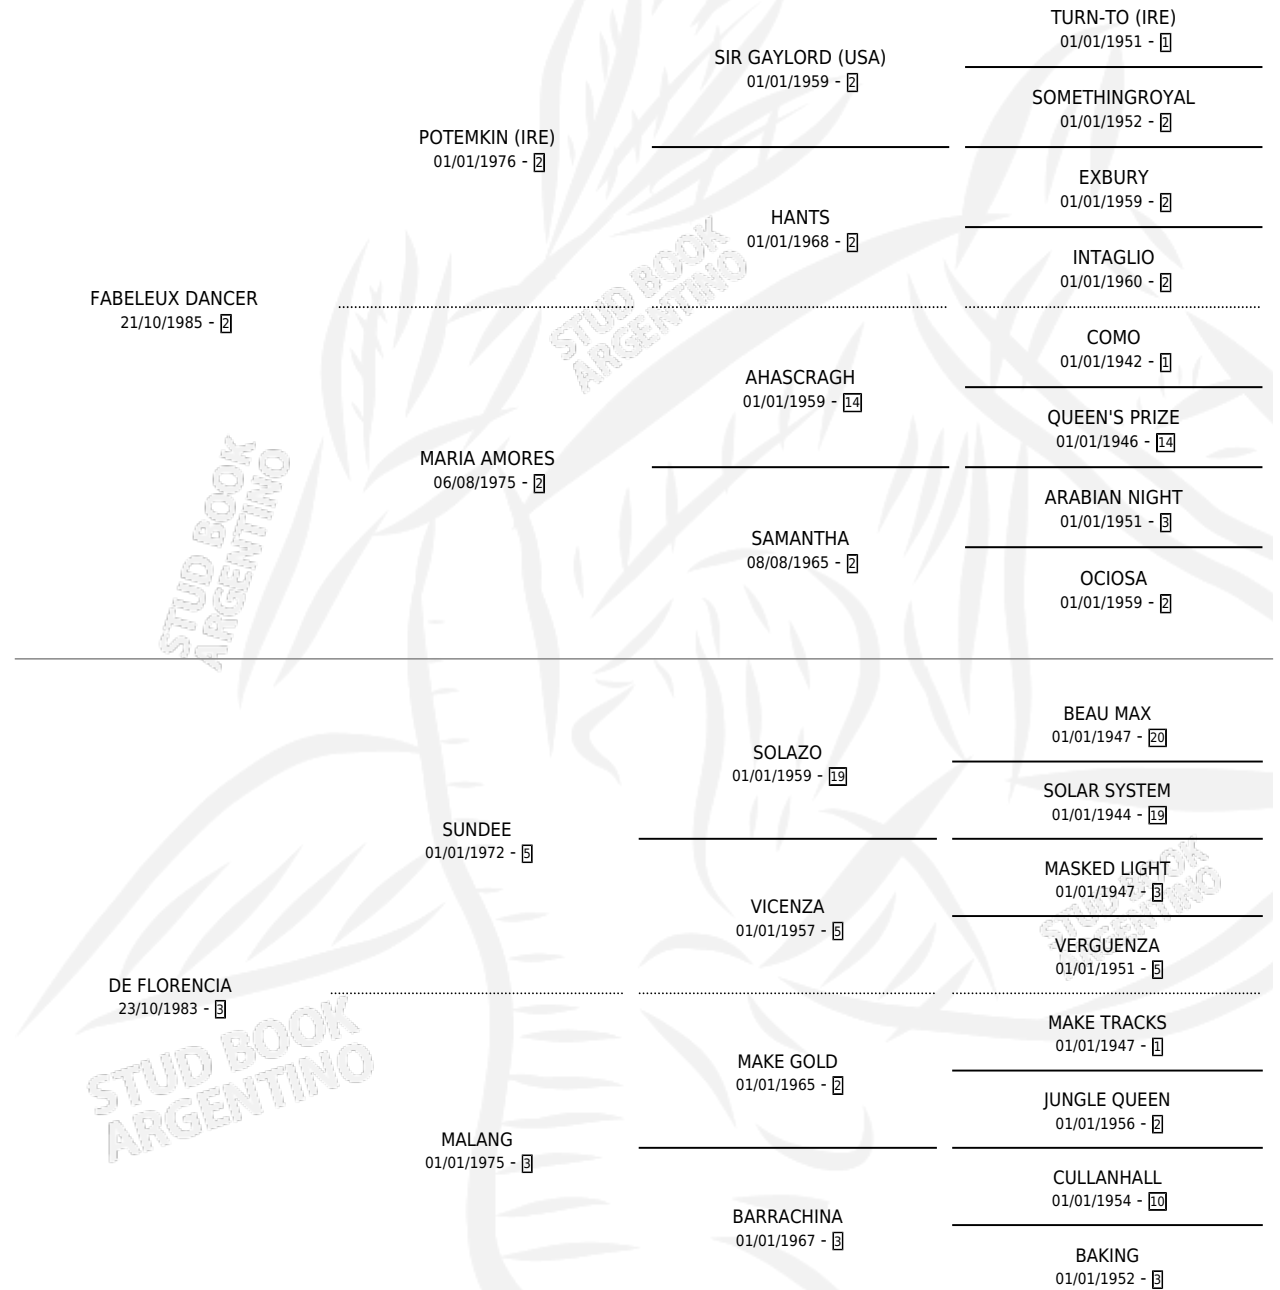 TURN-TO (IRE)
01/01/1951 - 1
SIR GAYLORD (USA)
01/01/1959 - 2
SOMETHINGROYAL
01/01/1952 - 2
POTEMKIN (IRE)
01/01/1976 - 2
EXBURY
01/01/1959 - 2
HANTS
01/01/1968 - 2
INTAGLIO
01/01/1960 - 2
FABELEUX DANCER
21/10/1985 - 2
COMO
01/01/1942 - 1
AHASCRAGH
01/01/1959 - 14
QUEEN'S PRIZE
01/01/1946 - 14
MARIA AMORES
06/08/1975 - 2
ARABIAN NIGHT
01/01/1951 - 3
SAMANTHA
08/08/1965 - 2
OCIOSA
01/01/1959 - 2
BEAU MAX
01/01/1947 - 20
SOLAZO
01/01/1959 - 19
SOLAR SYSTEM
01/01/1944 - 19
SUNDEE
01/01/1972 - 5
MASKED LIGHT
01/01/1947 - 3
VICENZA
01/01/1957 - 5
VERGUENZA
01/01/1951 - 5
DE FLORENCIA
23/10/1983 - 3
MAKE TRACKS
01/01/1947 - 1
MAKE GOLD
01/01/1965 - 2
JUNGLE QUEEN
01/01/1956 - 2
MALANG
01/01/1975 - 3
CULLANHALL
01/01/1954 - 10
BARRACHINA
01/01/1967 - 3
BAKING
01/01/1952 - 3
STUD BOOK
ARGENTINO
STUD BOOK
ARGENTINO
STUD BOOK
ARGENTINO
STUD BOOK
ARGENTINO